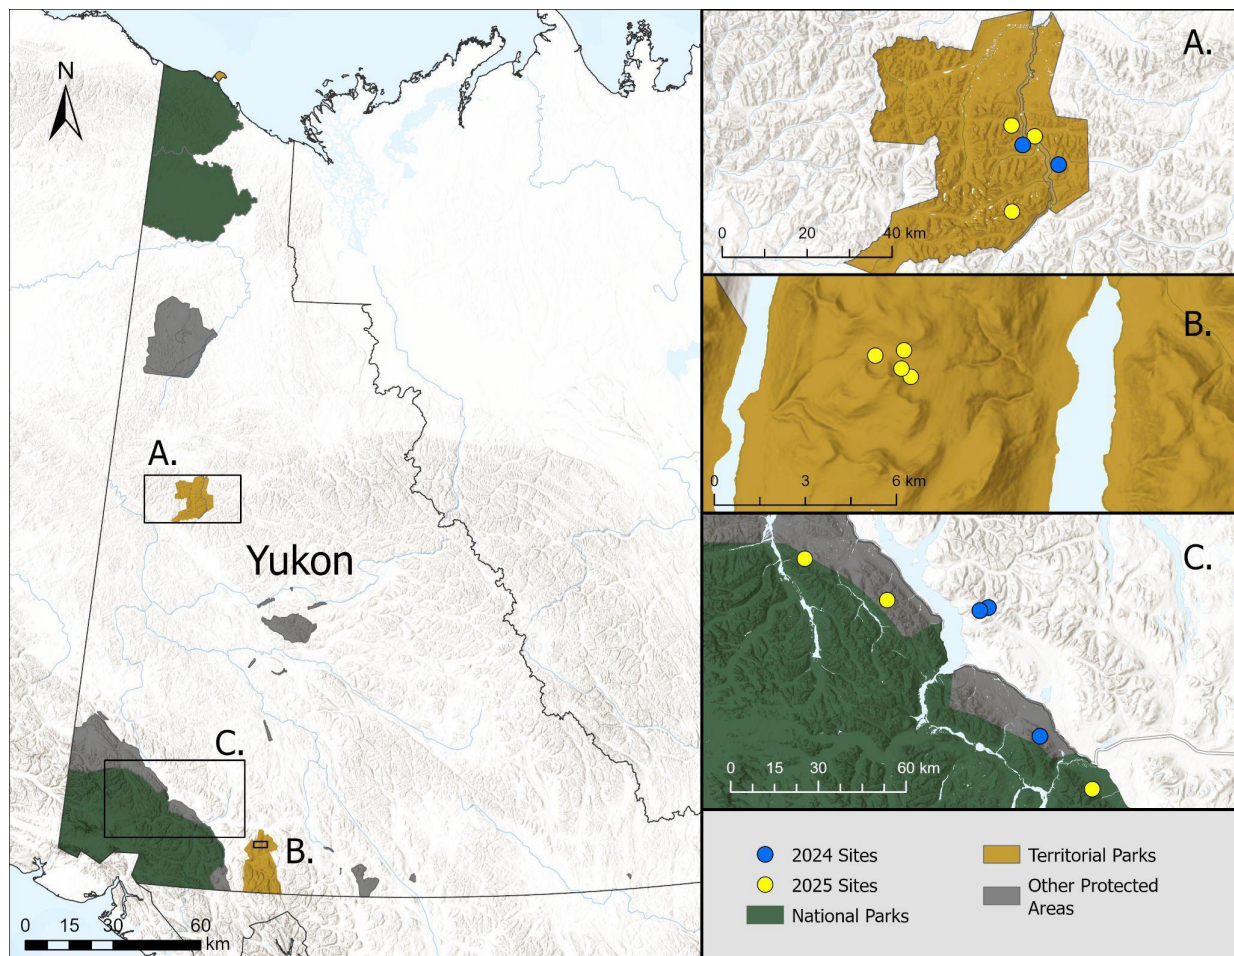 N
A.
Yukon
C.
B.
0 15 30 60
km
A.
0 20 40 km
B.
0 3 6 km
C.
0 15 30 60 km
2024 Sites
2025 Sites
National Parks
Territorial Parks
Other Protected
Areas